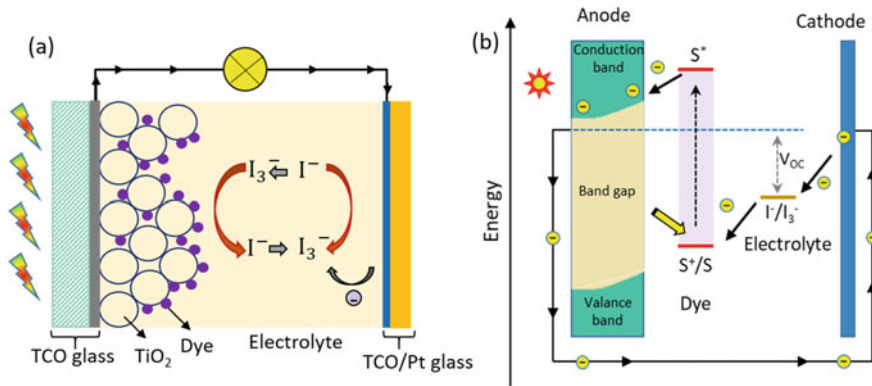 (a)
I₃⁻ I⁻
I⁻ I₃⁻
TCO glass
TiO₂
Dye
Electrolyte
TCO/Pt glass
(b)
Anode
Cathode
Energy
Conduction
band
S*
Band gap
V_OC
I⁻/I₃⁻
Electrolyte
S⁺/S
Dye
Valance
band